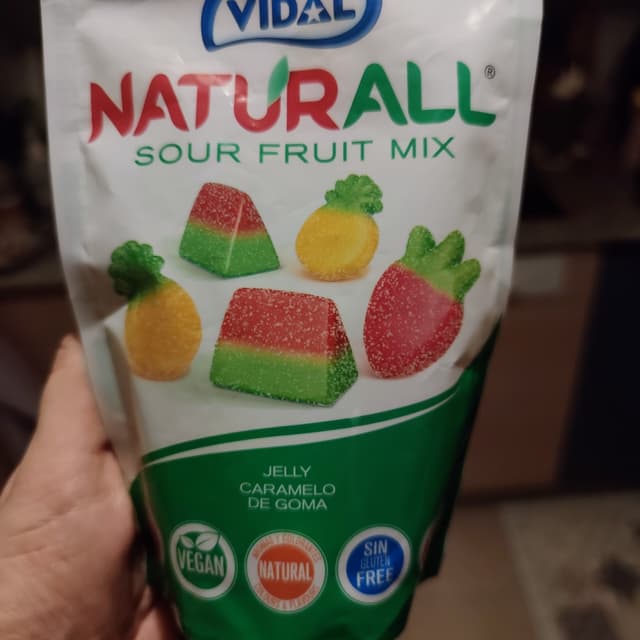 VIDAL
NATURALL®
SOUR FRUIT MIX
JELLY
CARAMELO
DE GOMA
VEGAN
NATURAL
SIN
GLUTEN
FREE